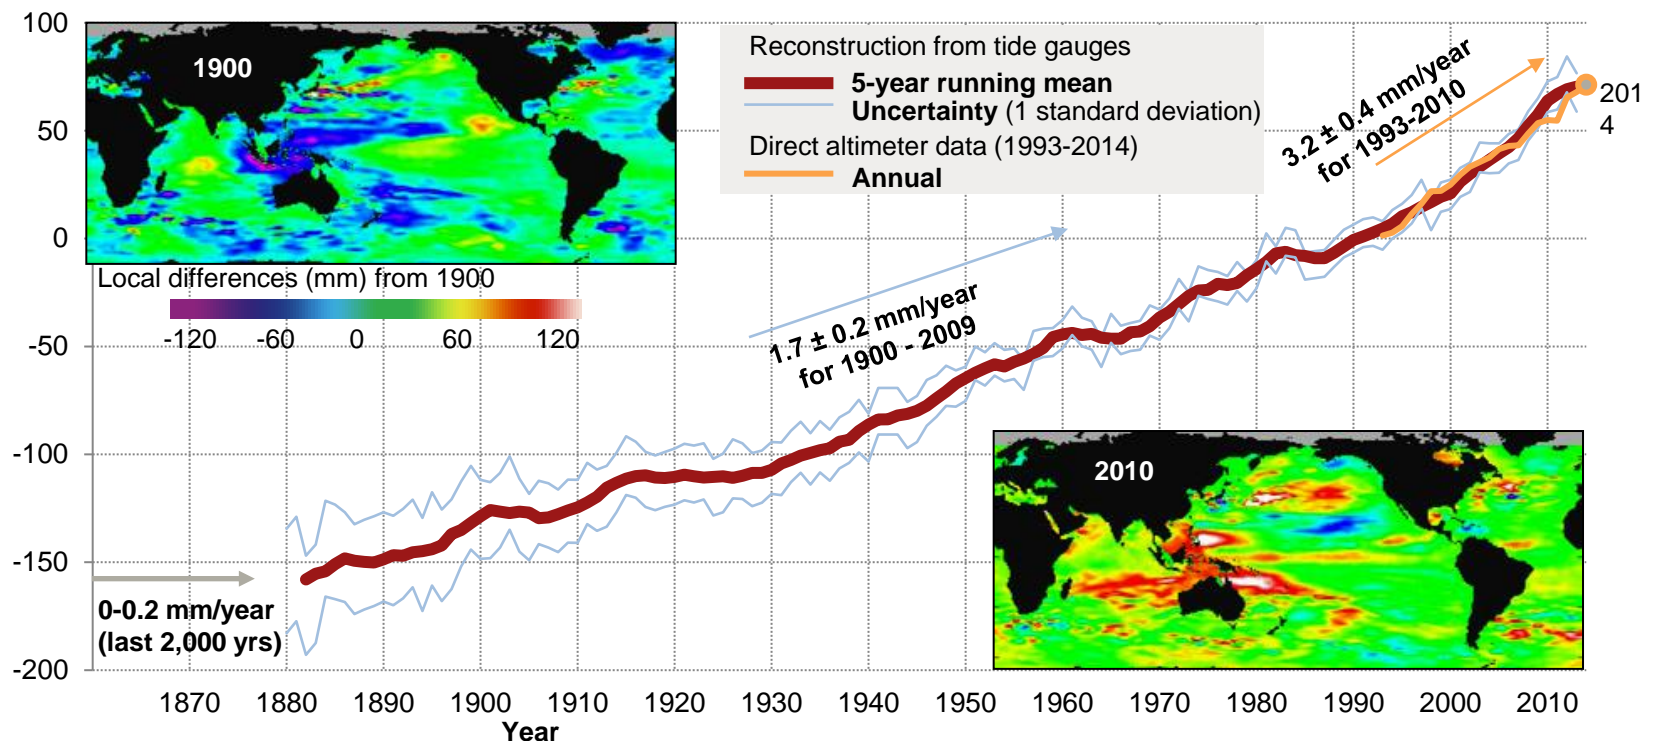 100
50
0
-50
-100
-150
-200
1900
Local differences (mm) from 1900
-120 -60 0 60 120
Reconstruction from tide gauges
5-year running mean
Uncertainty (1 standard deviation)
Direct altimeter data (1993-2014)
Annual
3.2 ± 0.4 mm/year
for 1993-2010
201
4
1.7 ± 0.2 mm/year
for 1900 - 2009
2010
0-0.2 mm/year
(last 2,000 yrs)
1870 1880 1890 1900 1910 1920 1930 1940 1950 1960 1970 1980 1990 2000 2010
Year